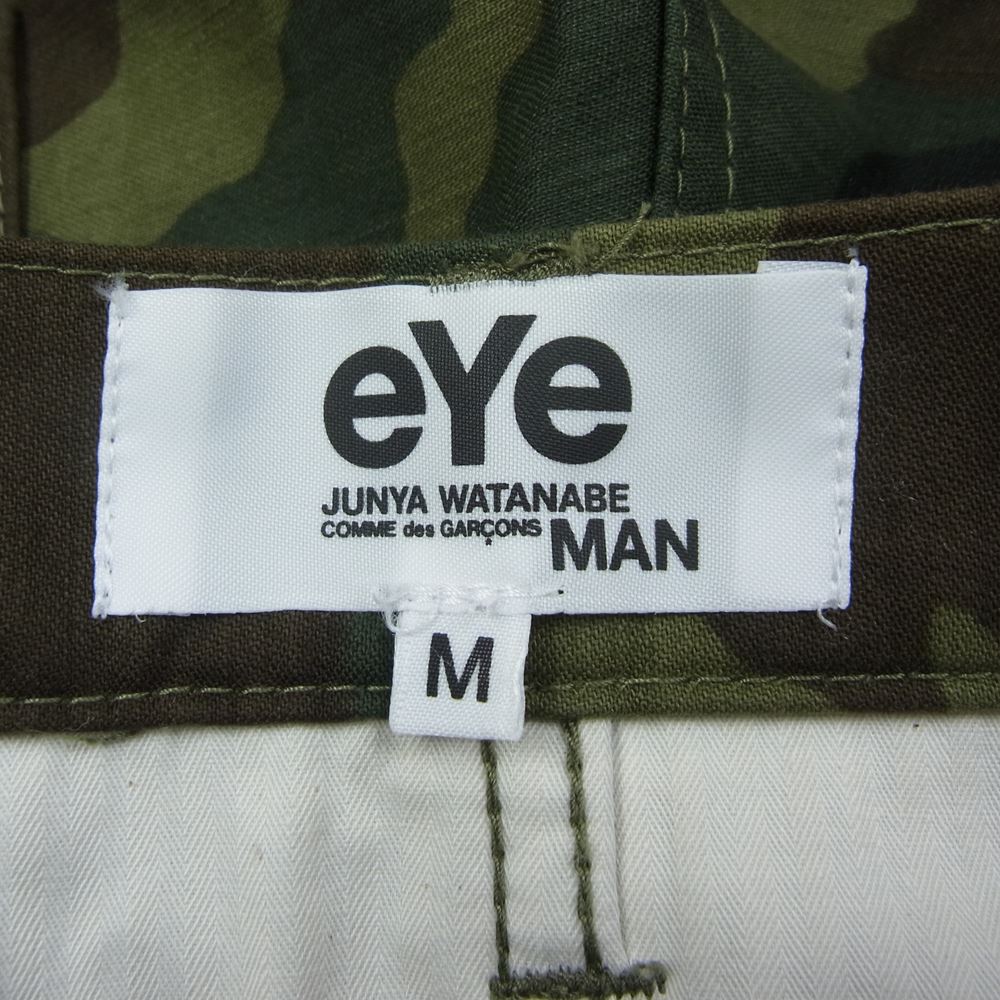 eYe
JUNYA WATANABE
COMME des GARÇONS MAN
M